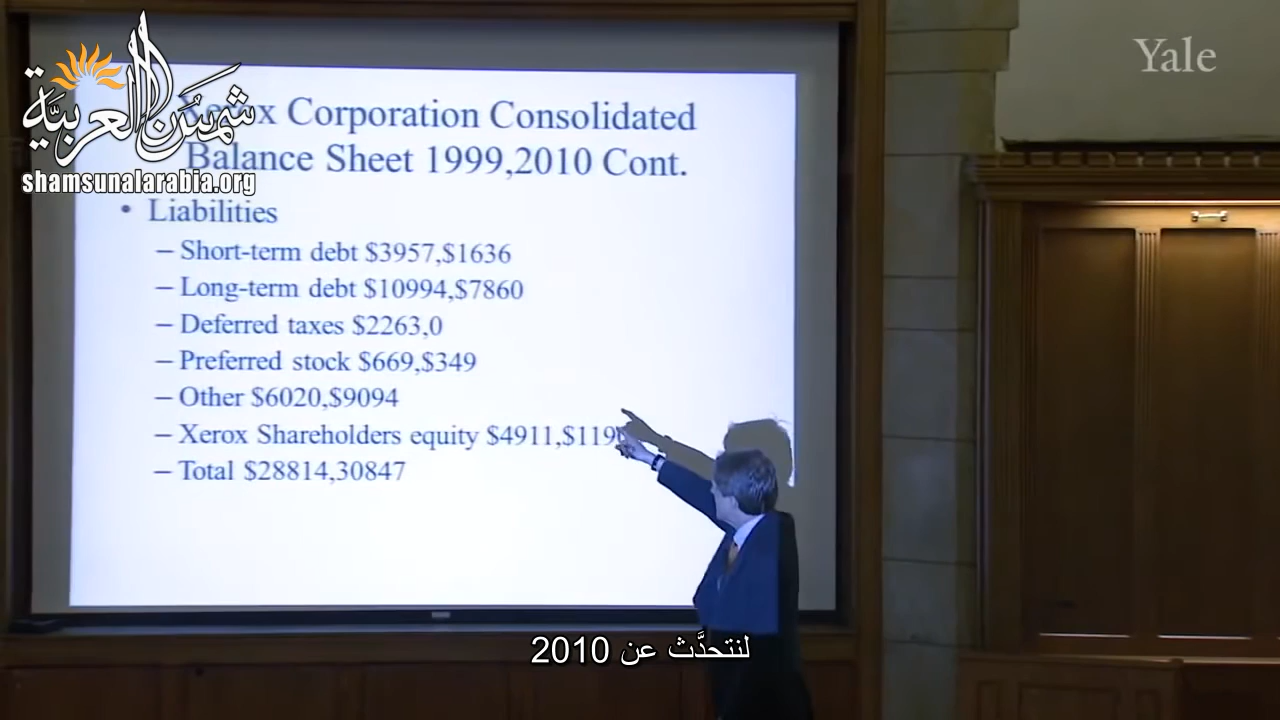 Yale
شمسُنَا العربيَّة
shamsunalarabia.org
Corporation Consolidated
Balance Sheet 1999,2010 Cont.
• Liabilities
– Short-term debt $3957,$1636
– Long-term debt $10994,$7860
– Deferred taxes $2263,0
– Preferred stock $669,$349
– Other $6020,$9094
– Xerox Shareholders equity $4911,
– Total $28814,30847
لنتحدَّث عن 2010